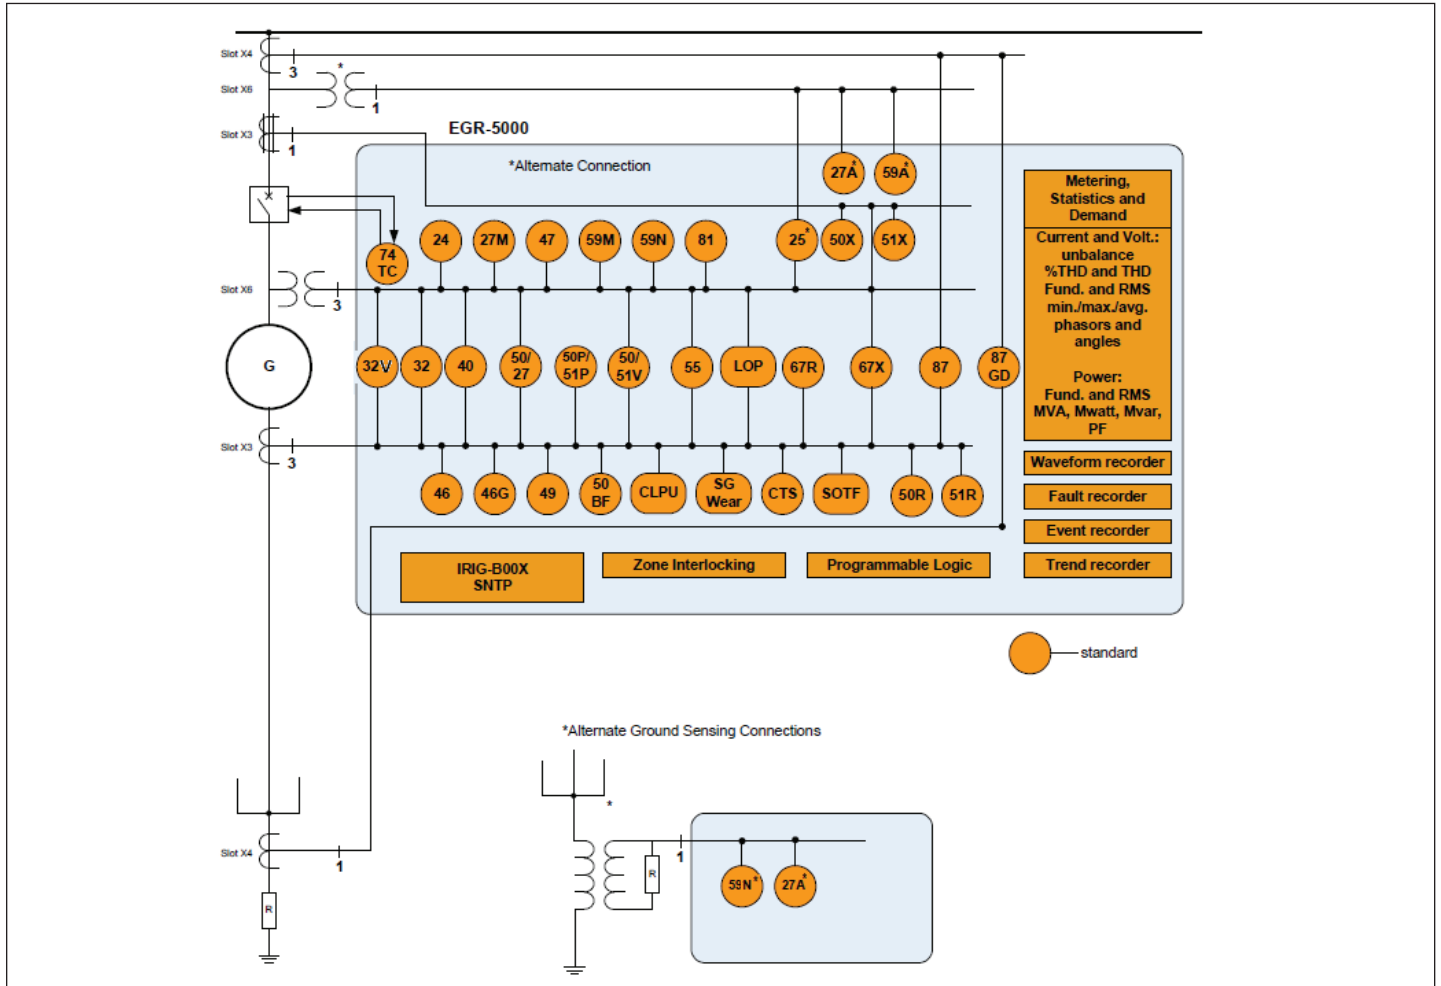 Slot X4
3
*
Slot X6
1
Slot X3
1
EGR-5000
*Alternate Connection
27A*
59A*
Metering,
Statistics and
Demand
24
27M
47
59M
59N
81
25*
50X
51X
74
TC
Current and Volt.:
unbalance
%THD and THD
Fund. and RMS
min./max./avg.
phasors and
angles
Power:
Fund. and RMS
MVA, Mwatt, Mvar,
PF
Slot X6
3
G
32V
32
40
50/
27
50P/
51P
50/
51V
55
LOP
67R
67X
87
87
GD
Slot X3
3
Waveform recorder
46
46G
49
50
BF
CLPU
SG
Wear
CTS
SOTF
50R
51R
Fault recorder
Event recorder
IRIG-B00X
SNTP
Zone Interlocking
Programmable Logic
Trend recorder
standard
*Alternate Ground Sensing Connections
*
Slot X4
1
R
R
1
59N*
27A*